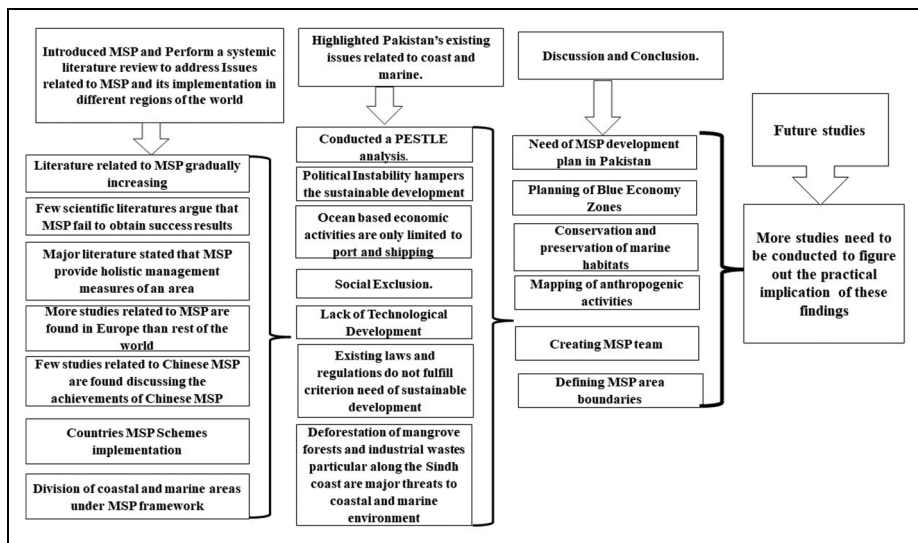 Introduced MSP and Perform a systemic
literature review to address Issues
related to MSP and its implementation in
different regions of the world
Literature related to MSP gradually
increasing
Few scientific literatures argue that
MSP fail to obtain success results
Major literature stated that MSP
provide holistic management
measures of an area
More studies related to MSP are
found in Europe than rest of the
world
Few studies related to Chinese MSP
are found discussing the
achievements of Chinese MSP
Countries MSP Schemes
implementation
Division of coastal and marine areas
under MSP framework
Highlighted Pakistan's existing
issues related to coast and
marine.
Conducted a PESTLE
analysis.
Political Instability hampers
the sustainable development
Ocean based economic
activities are only limited to
port and shipping
Social Exclusion.
Lack of Technological
Development
Existing laws and
regulations do not fulfill
criterion need of sustainable
development
Deforestation of mangrove
forests and industrial wastes
particular along the Sindh
coast are major threats to
coastal and marine
environment
Discussion and Conclusion.
Need of MSP development
plan in Pakistan
Planning of Blue Economy
Zones
Conservation and
preservation of marine
habitats
Mapping of anthropogenic
activities
Creating MSP team
Defining MSP area
boundaries
Future studies
More studies need to
be conducted to figure
out the practical
implication of these
findings